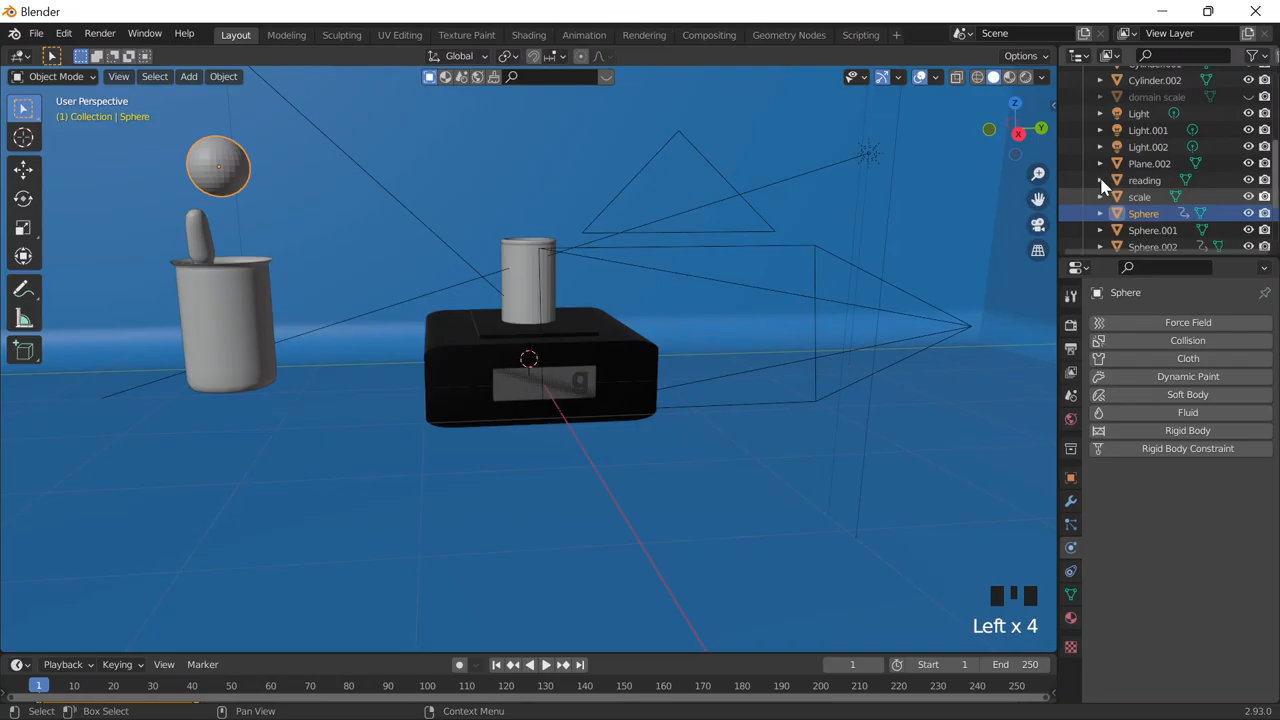 Blender
File Edit Render Window Help
Layout Modeling Sculpting UV Editing Texture Paint Shading Animation Rendering Compositing Geometry Nodes Scripting
Scene View Layer
Global Options
Object Mode View Select Add Object
User Perspective
(1) Collection | Sphere
Z
Y
X
g
Cylinder.001
Cylinder.002
domain scale
Light
Light.001
Light.002
Plane.002
reading
scale
Sphere
Sphere.001
Sphere.002
Sphere
Force Field
Collision
Cloth
Dynamic Paint
Soft Body
Fluid
Rigid Body
Rigid Body Constraint
Left x 4
Playback Keying View Marker 1 Start 1 End 250
1 10 20 30 40 50 60 70 80 90 100 110 120 130 140 150 160 170 180 190 200 210 220 230 240 250
Select Box Select Pan View Context Menu 2.93.0